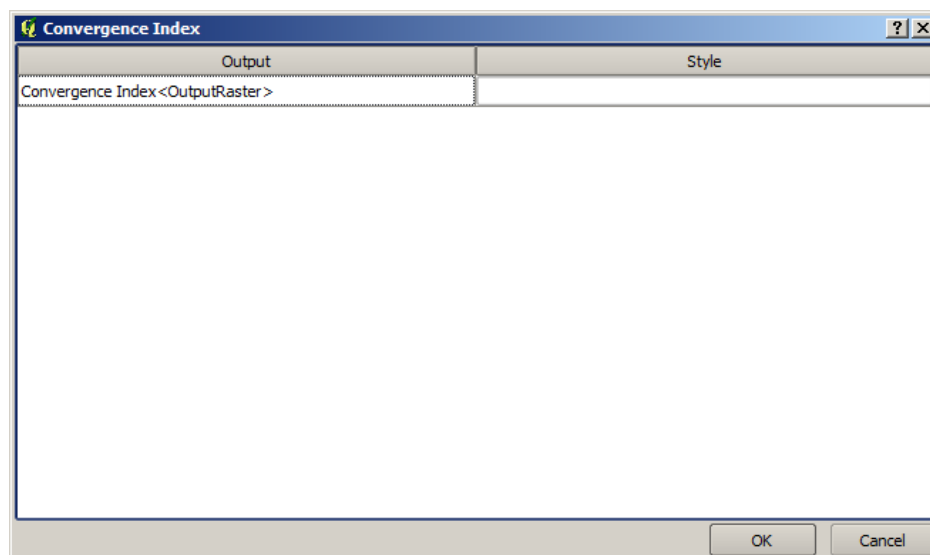 Convergence Index
Output Style
Convergence Index<OutputRaster>
OK Cancel